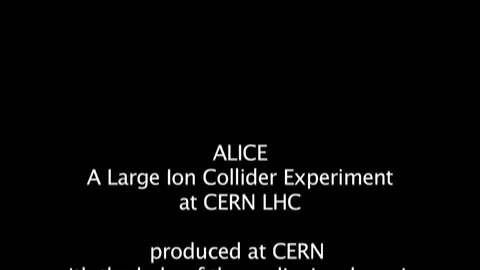 ALICE
A Large Ion Collider Experiment
at CERN LHC
produced at CERN